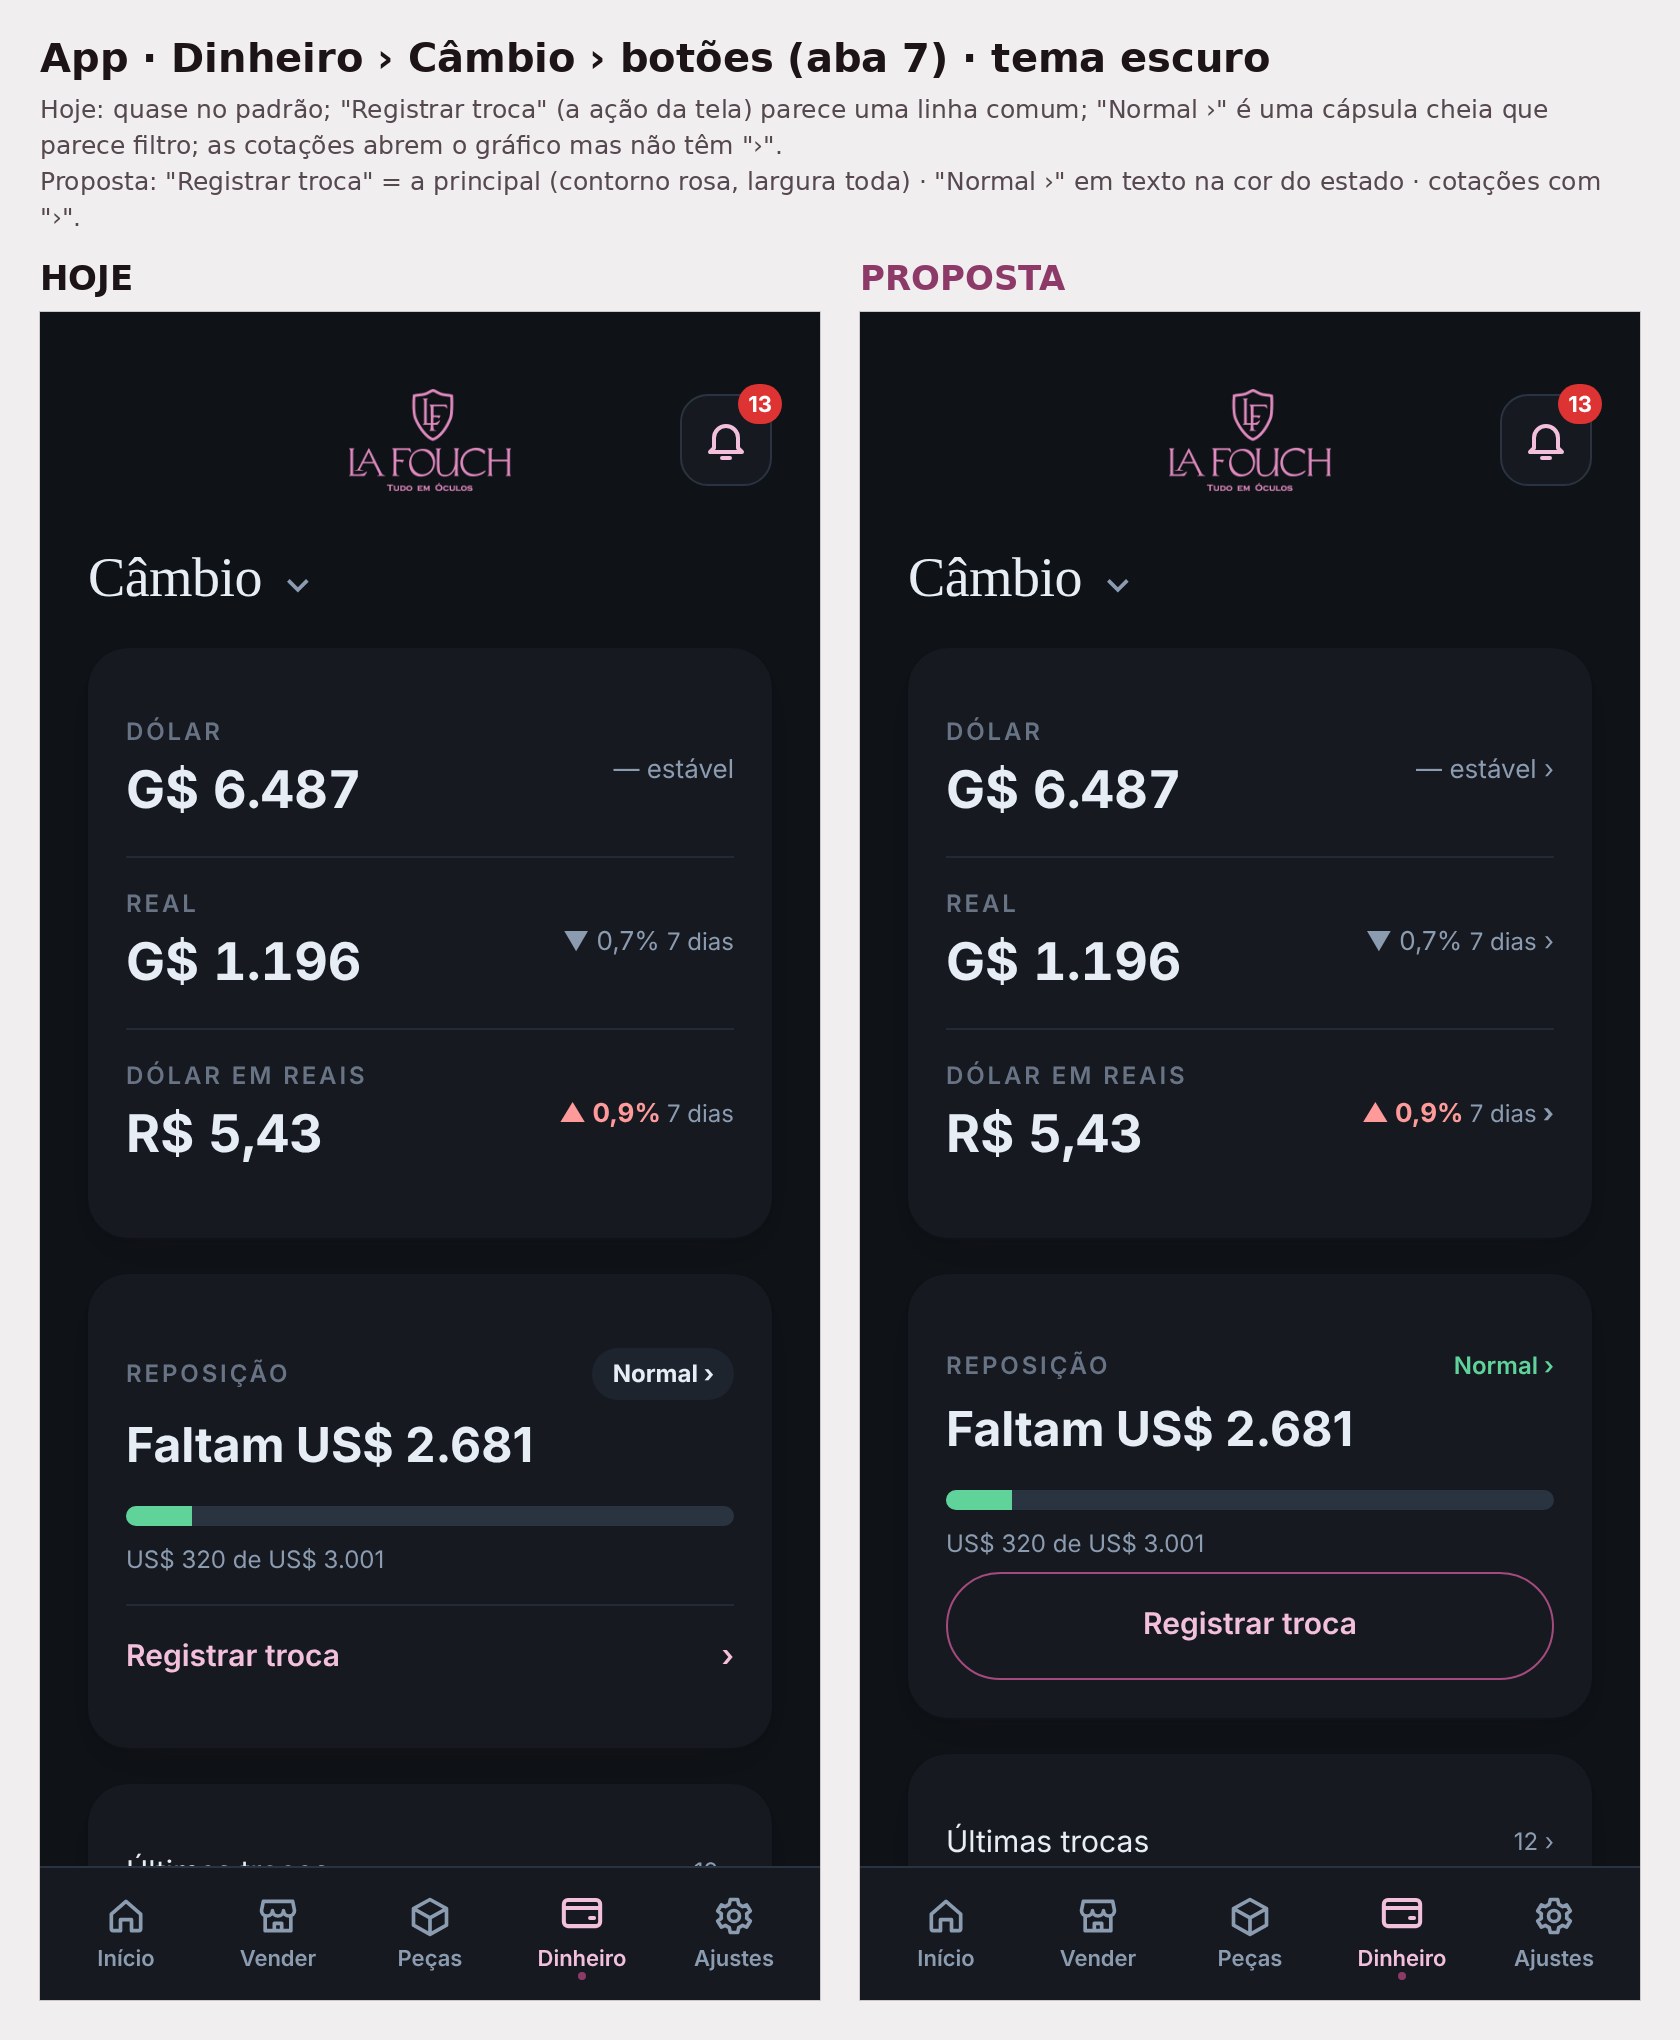 App · Dinheiro › Câmbio › botões (aba 7) · tema escuro
Hoje: quase no padrão; "Registrar troca" (a ação da tela) parece uma linha comum; "Normal ›" é uma cápsula cheia que
parece filtro; as cotações abrem o gráfico mas não têm "›".
Proposta: "Registrar troca" = a principal (contorno rosa, largura toda) · "Normal ›" em texto na cor do estado · cotações com
"›".
HOJE
LF
LA FOUCH
TUDO EM ÓCULOS
13
Câmbio
DÓLAR
G$ 6.487
— estável
REAL
G$ 1.196
▼ 0,7% 7 dias
DÓLAR EM REAIS
R$ 5,43
▲ 0,9% 7 dias
REPOSIÇÃO
Normal ›
Faltam US$ 2.681
US$ 320 de US$ 3.001
Registrar troca ›
Últimas trocas
Início
Vender
Peças
Dinheiro
Ajustes
PROPOSTA
LF
LA FOUCH
TUDO EM ÓCULOS
13
Câmbio
DÓLAR
G$ 6.487
— estável ›
REAL
G$ 1.196
▼ 0,7% 7 dias ›
DÓLAR EM REAIS
R$ 5,43
▲ 0,9% 7 dias ›
REPOSIÇÃO
Normal ›
Faltam US$ 2.681
US$ 320 de US$ 3.001
Registrar troca
Últimas trocas
12 ›
Início
Vender
Peças
Dinheiro
Ajustes